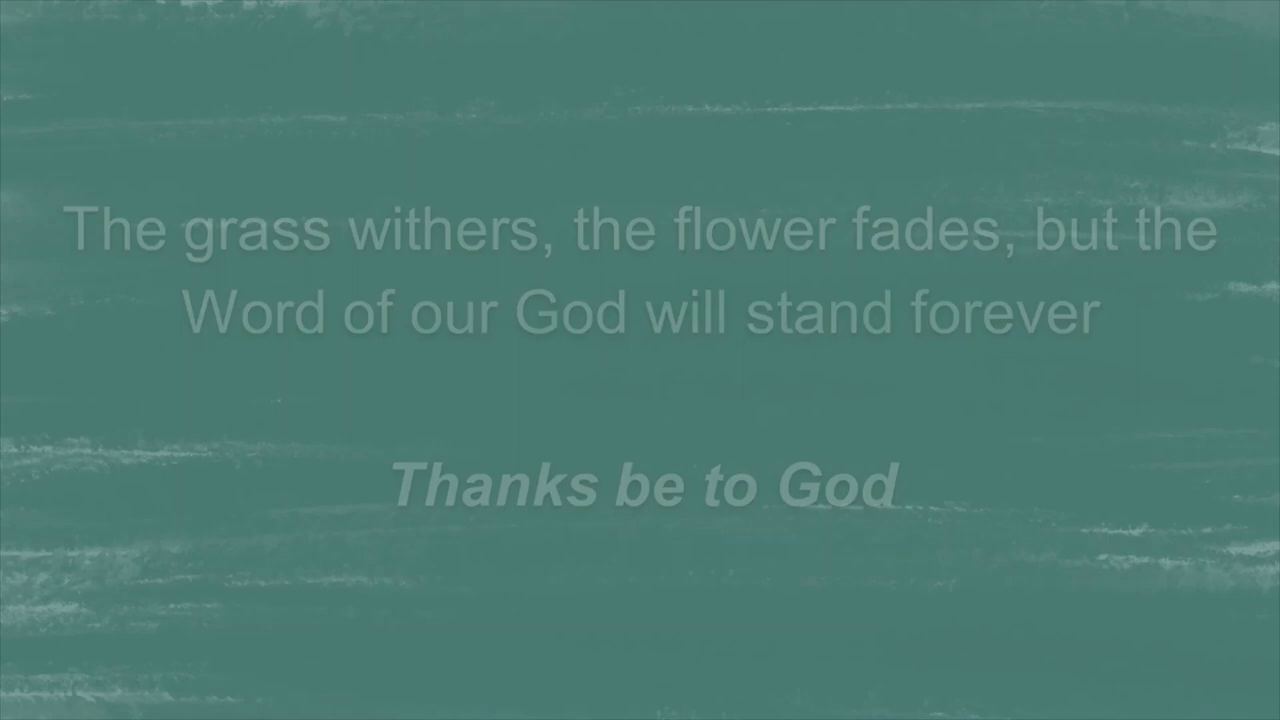 The grass withers, the flower fades, but the
Word of our God will stand forever
Thanks be to God